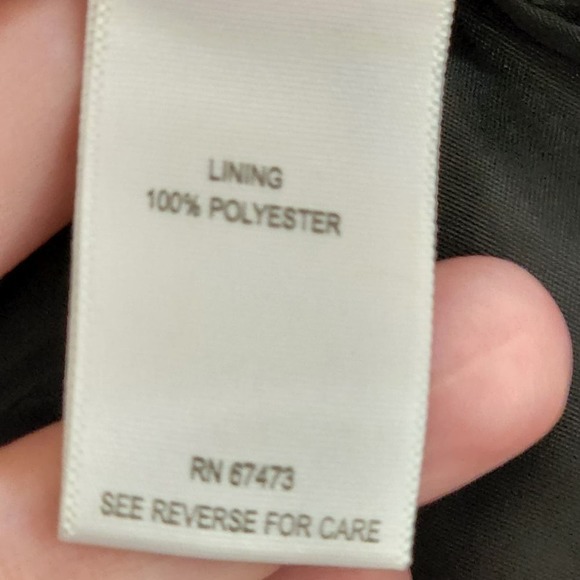 LINING
100% POLYESTER
RN 67473
SEE REVERSE FOR CARE